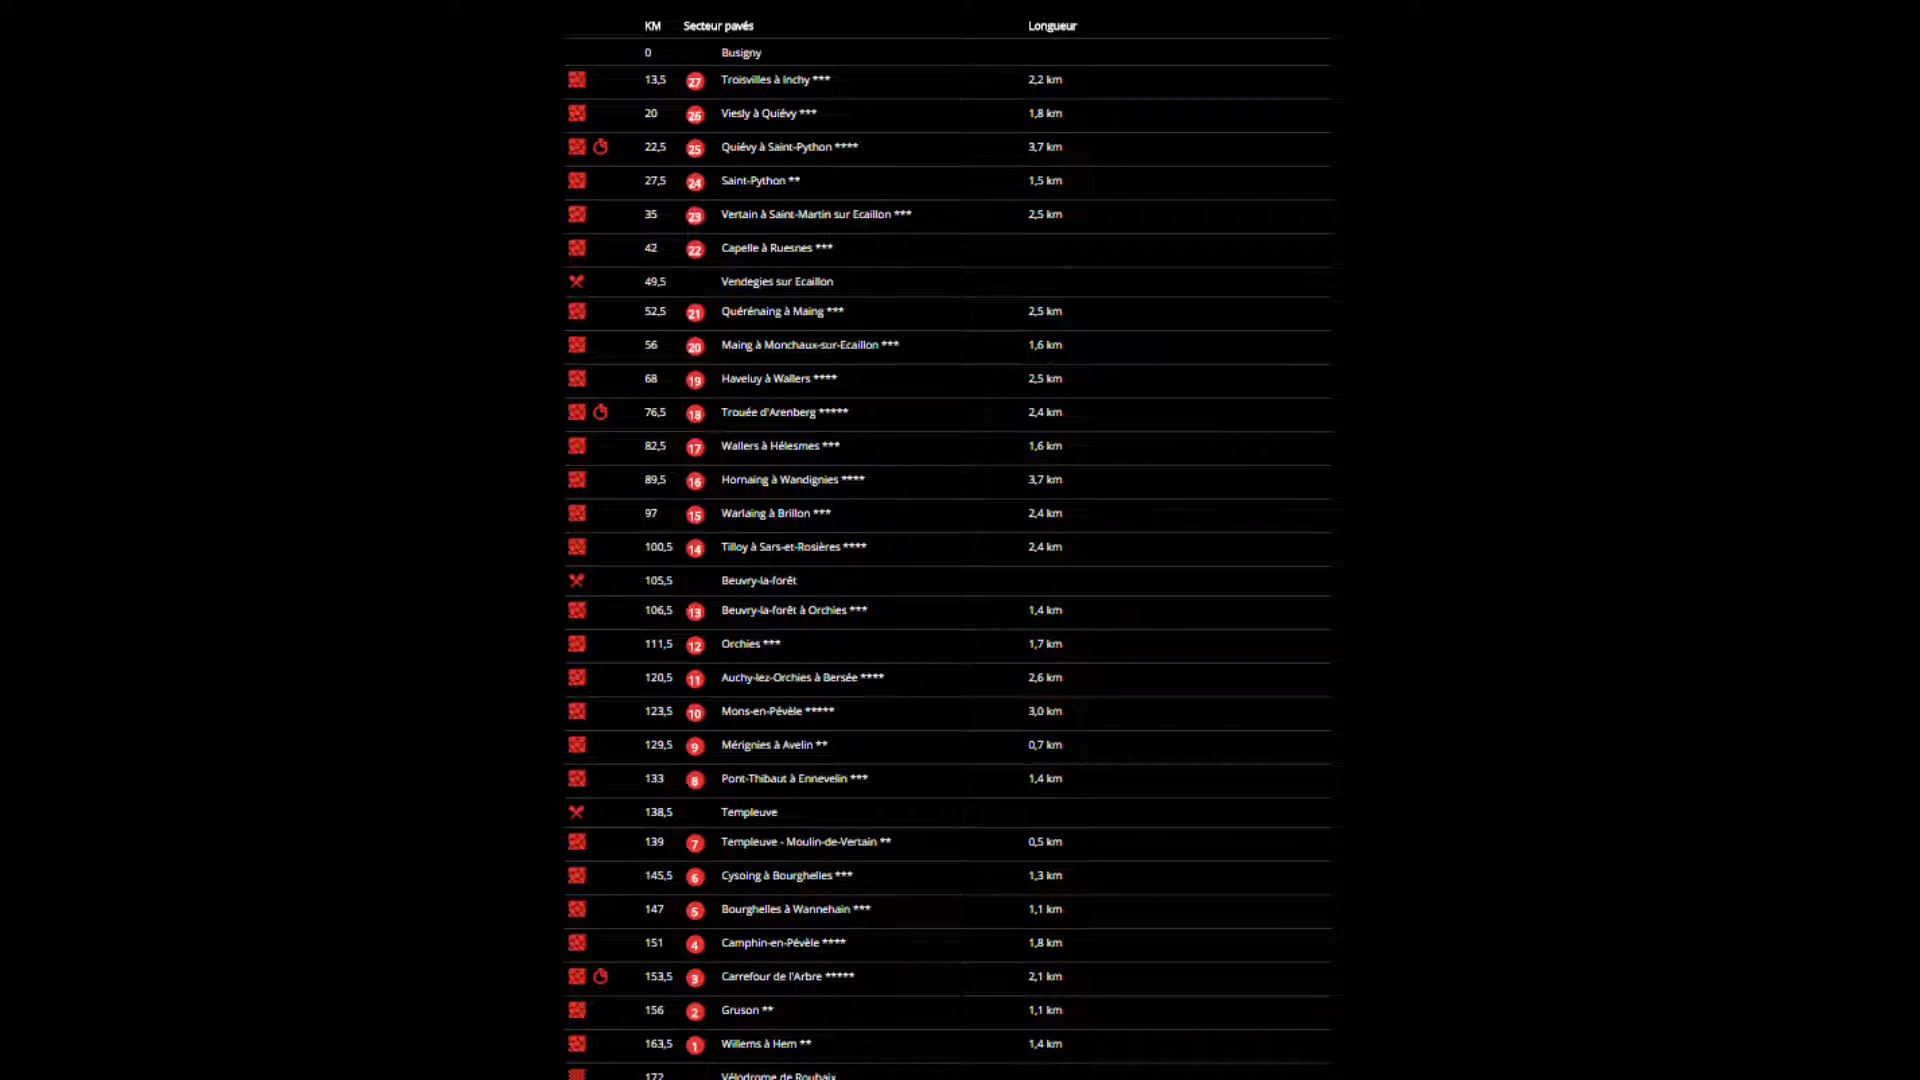 KM Secteur pavés Longueur
0 Busigny
13,5 27 Troisvilles à Inchy *** 2,2 km
20 26 Viesly à Quiévy *** 1,8 km
22,5 25 Quiévy à Saint-Python **** 3,7 km
27,5 24 Saint-Python ** 1,5 km
35 23 Vertain à Saint-Martin sur Ecaillon *** 2,5 km
42 22 Capelle à Ruesnes ***
49,5 Vendegies sur Ecaillon
52,5 21 Quérénaing à Maing *** 2,5 km
56 20 Maing à Monchaux-sur-Ecaillon *** 1,6 km
68 19 Haveluy à Wallers **** 2,5 km
76,5 18 Trouée d'Arenberg ***** 2,4 km
82,5 17 Wallers à Hélesmes *** 1,6 km
89,5 16 Hornaing à Wandignies **** 3,7 km
97 15 Warlaing à Brillon *** 2,4 km
100,5 14 Tilloy à Sars-et-Rosières **** 2,4 km
105,5 Beuvry-la-forêt
106,5 13 Beuvry-la-forêt à Orchies *** 1,4 km
111,5 12 Orchies *** 1,7 km
120,5 11 Auchy-lez-Orchies à Bersée **** 2,6 km
123,5 10 Mons-en-Pévèle ***** 3,0 km
129,5 9 Mérignies à Avelin ** 0,7 km
133 8 Pont-Thibaut à Ennevelin *** 1,4 km
138,5 Templeuve
139 7 Templeuve - Moulin-de-Vertain ** 0,5 km
145,5 6 Cysoing à Bourghelles *** 1,3 km
147 5 Bourghelles à Wannehain *** 1,1 km
151 4 Camphin-en-Pévèle **** 1,8 km
153,5 3 Carrefour de l'Arbre ***** 2,1 km
156 2 Gruson ** 1,1 km
163,5 1 Willems à Hem ** 1,4 km
172 Vélodrome de Roubaix